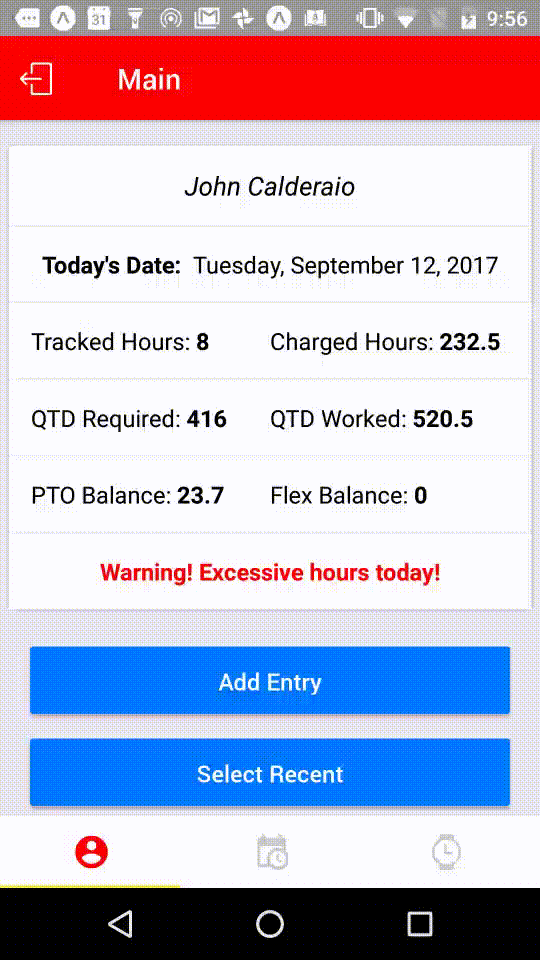 31 9:56
Main
John Calderaio
Today's Date: Tuesday, September 12, 2017
Tracked Hours: 8 Charged Hours: 232.5
QTD Required: 416 QTD Worked: 520.5
PTO Balance: 23.7 Flex Balance: 0
Warning! Excessive hours today!
Add Entry
Select Recent